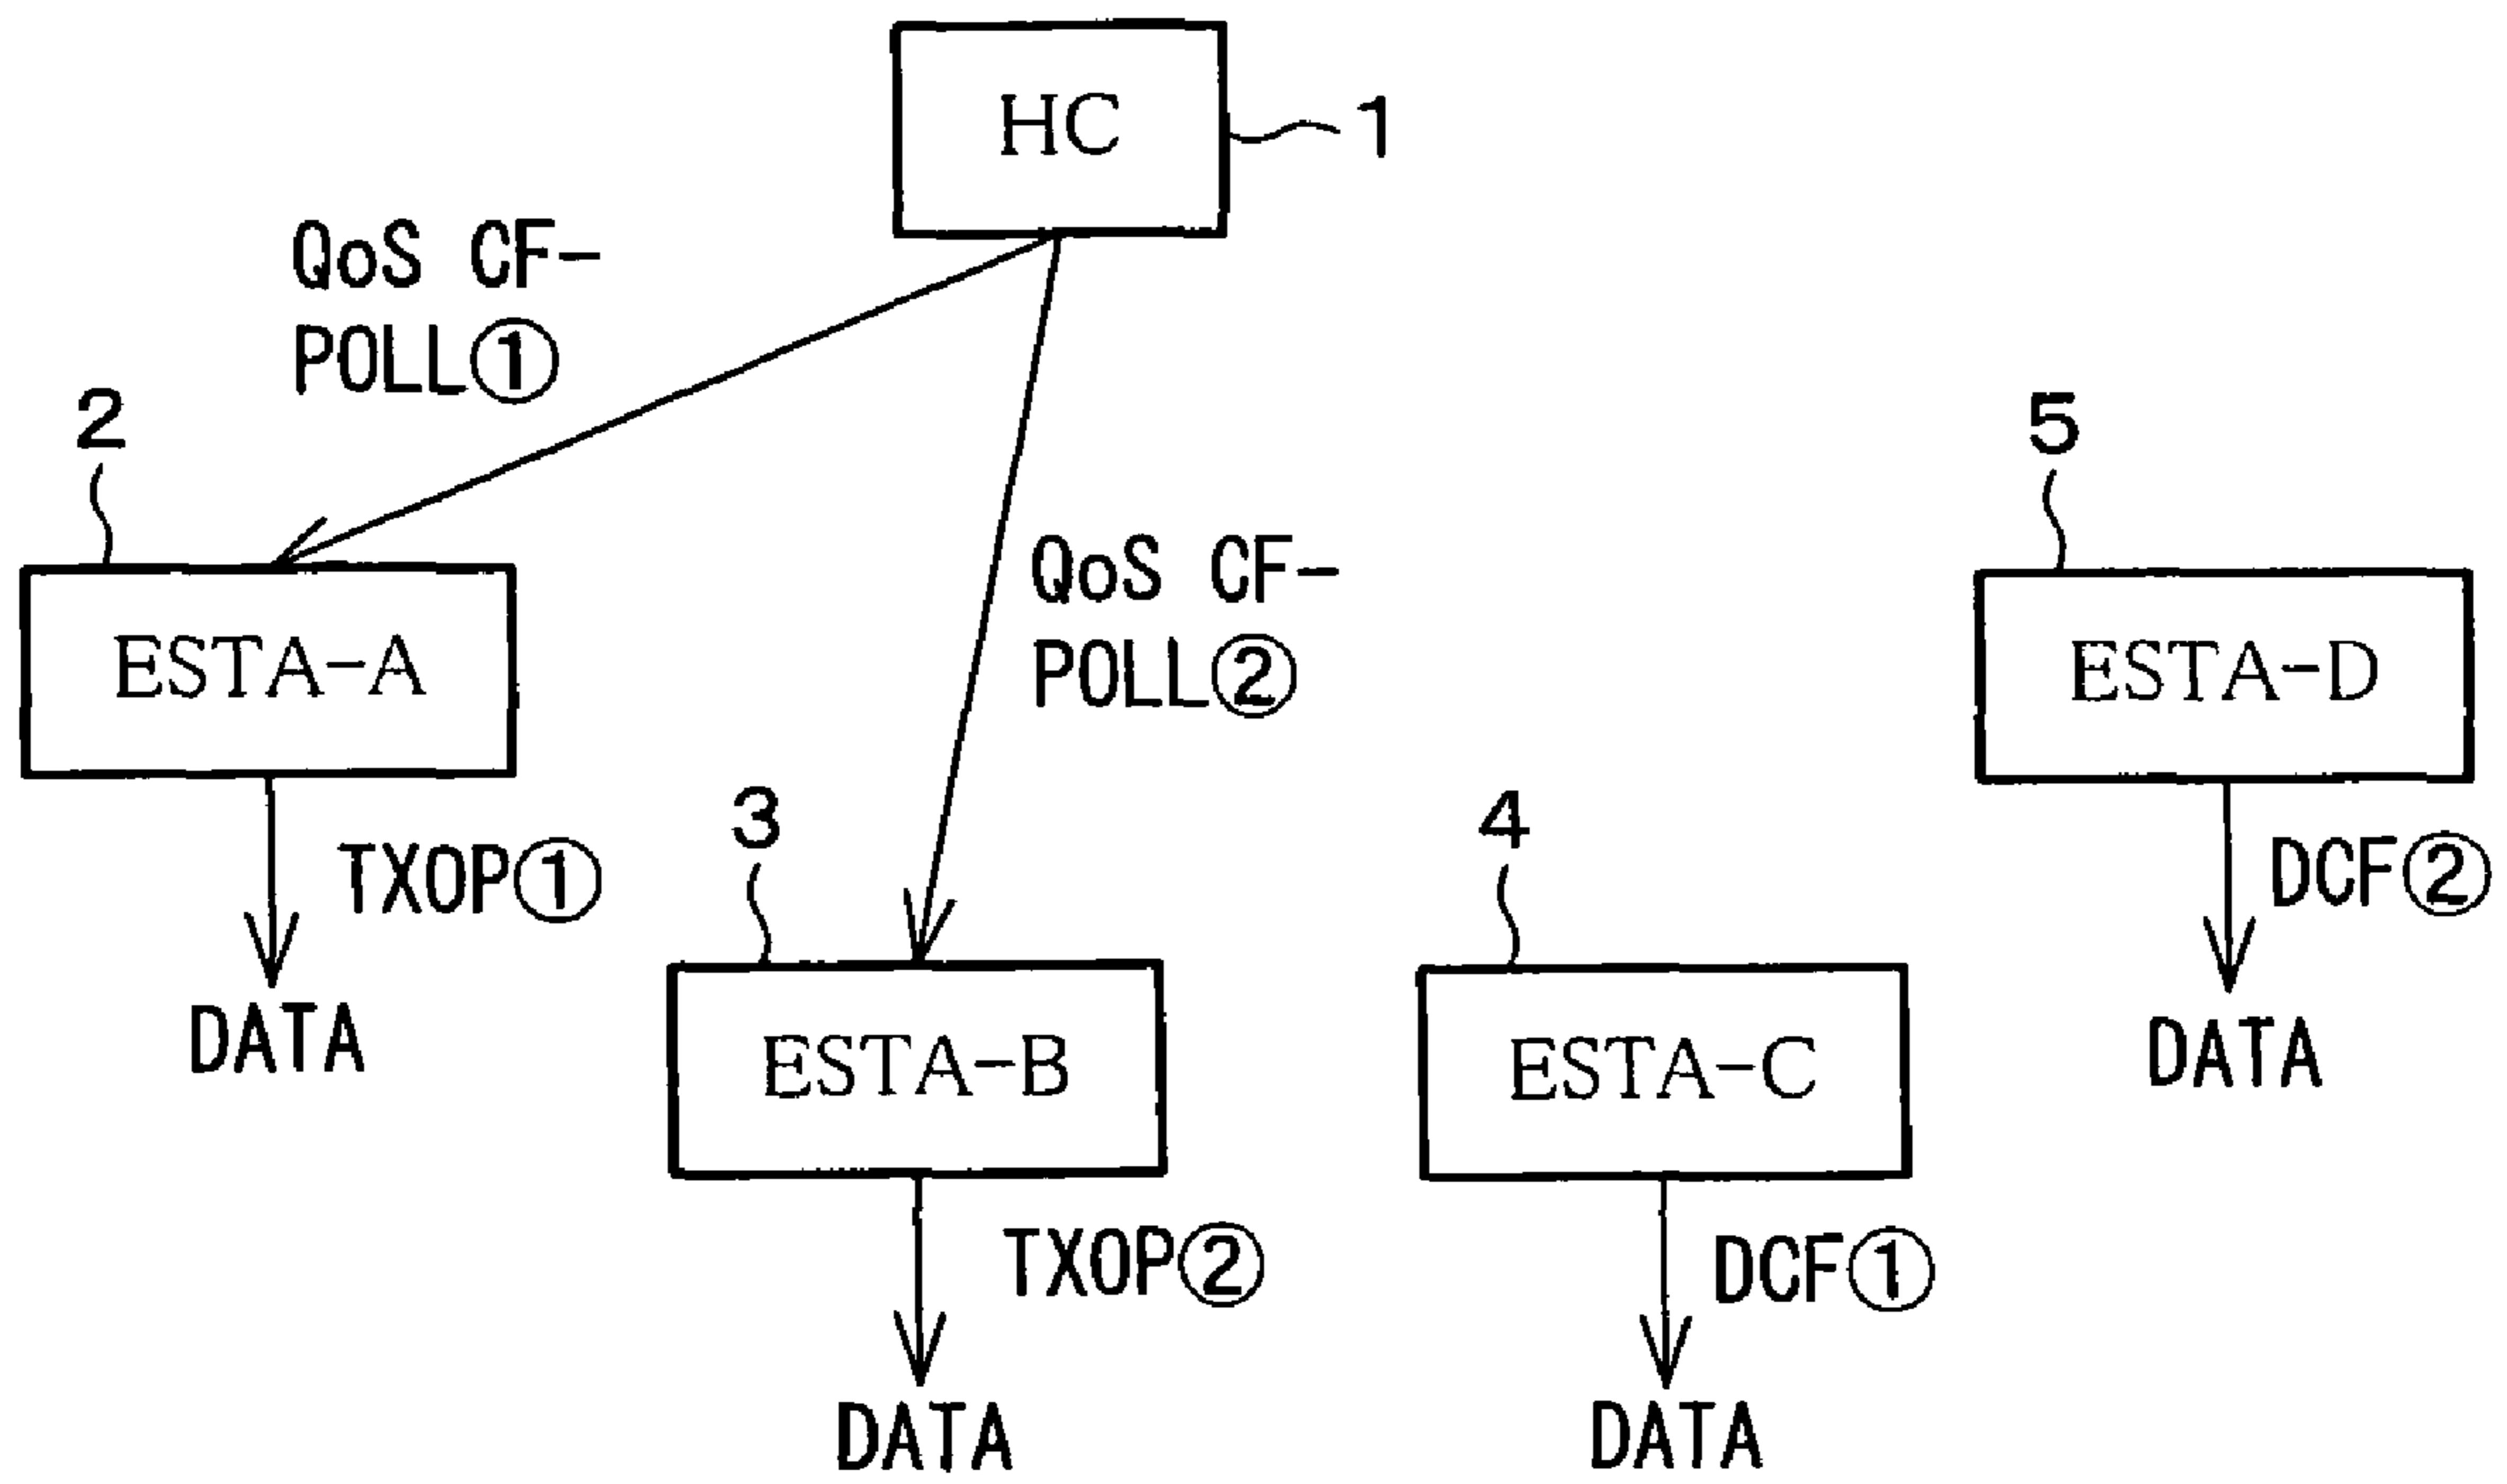 HC
1
QoS CF-
POLL①
2
5
QoS CF-
POLL②
ESTA-A
ESTA-D
3
4
TXOP①
DCF②
DATA
DATA
ESTA-B
ESTA-C
TXOP②
DCF①
DATA
DATA